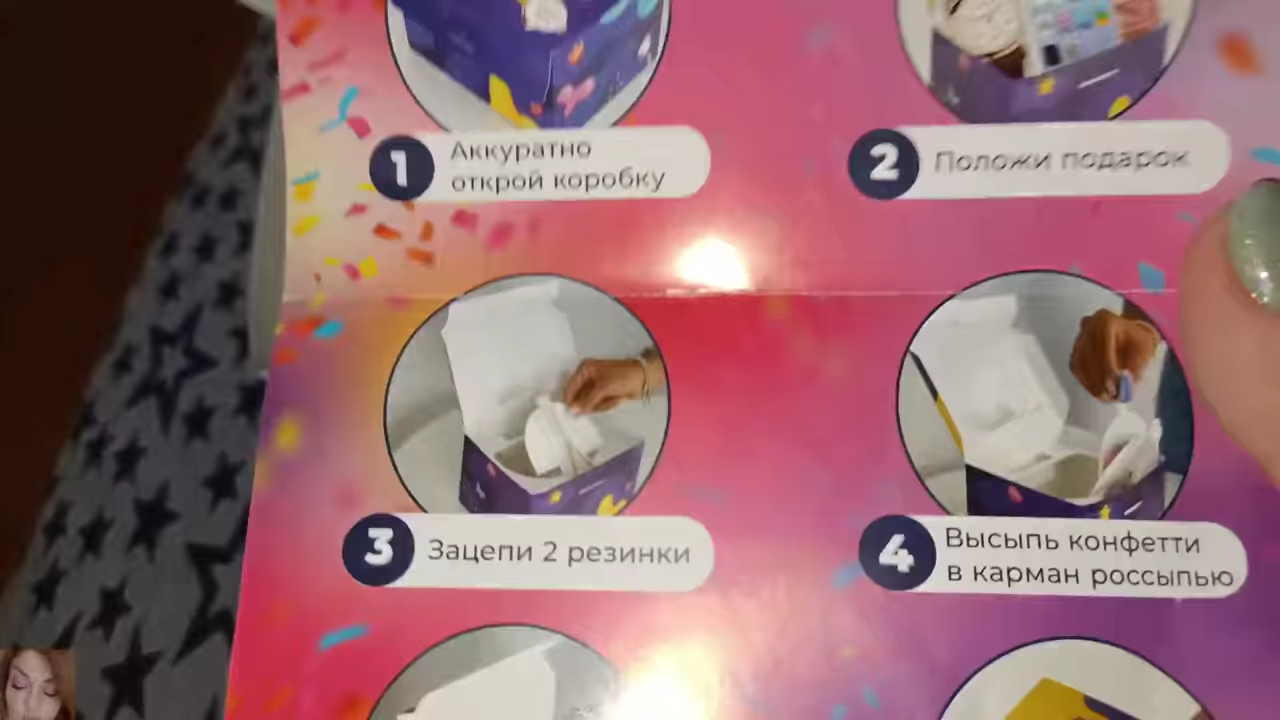 1
Аккуратно
открой коробку
2
Положи подарок
3
Зацепи 2 резинки
4
Высыпь конфетти
в карман россыпью